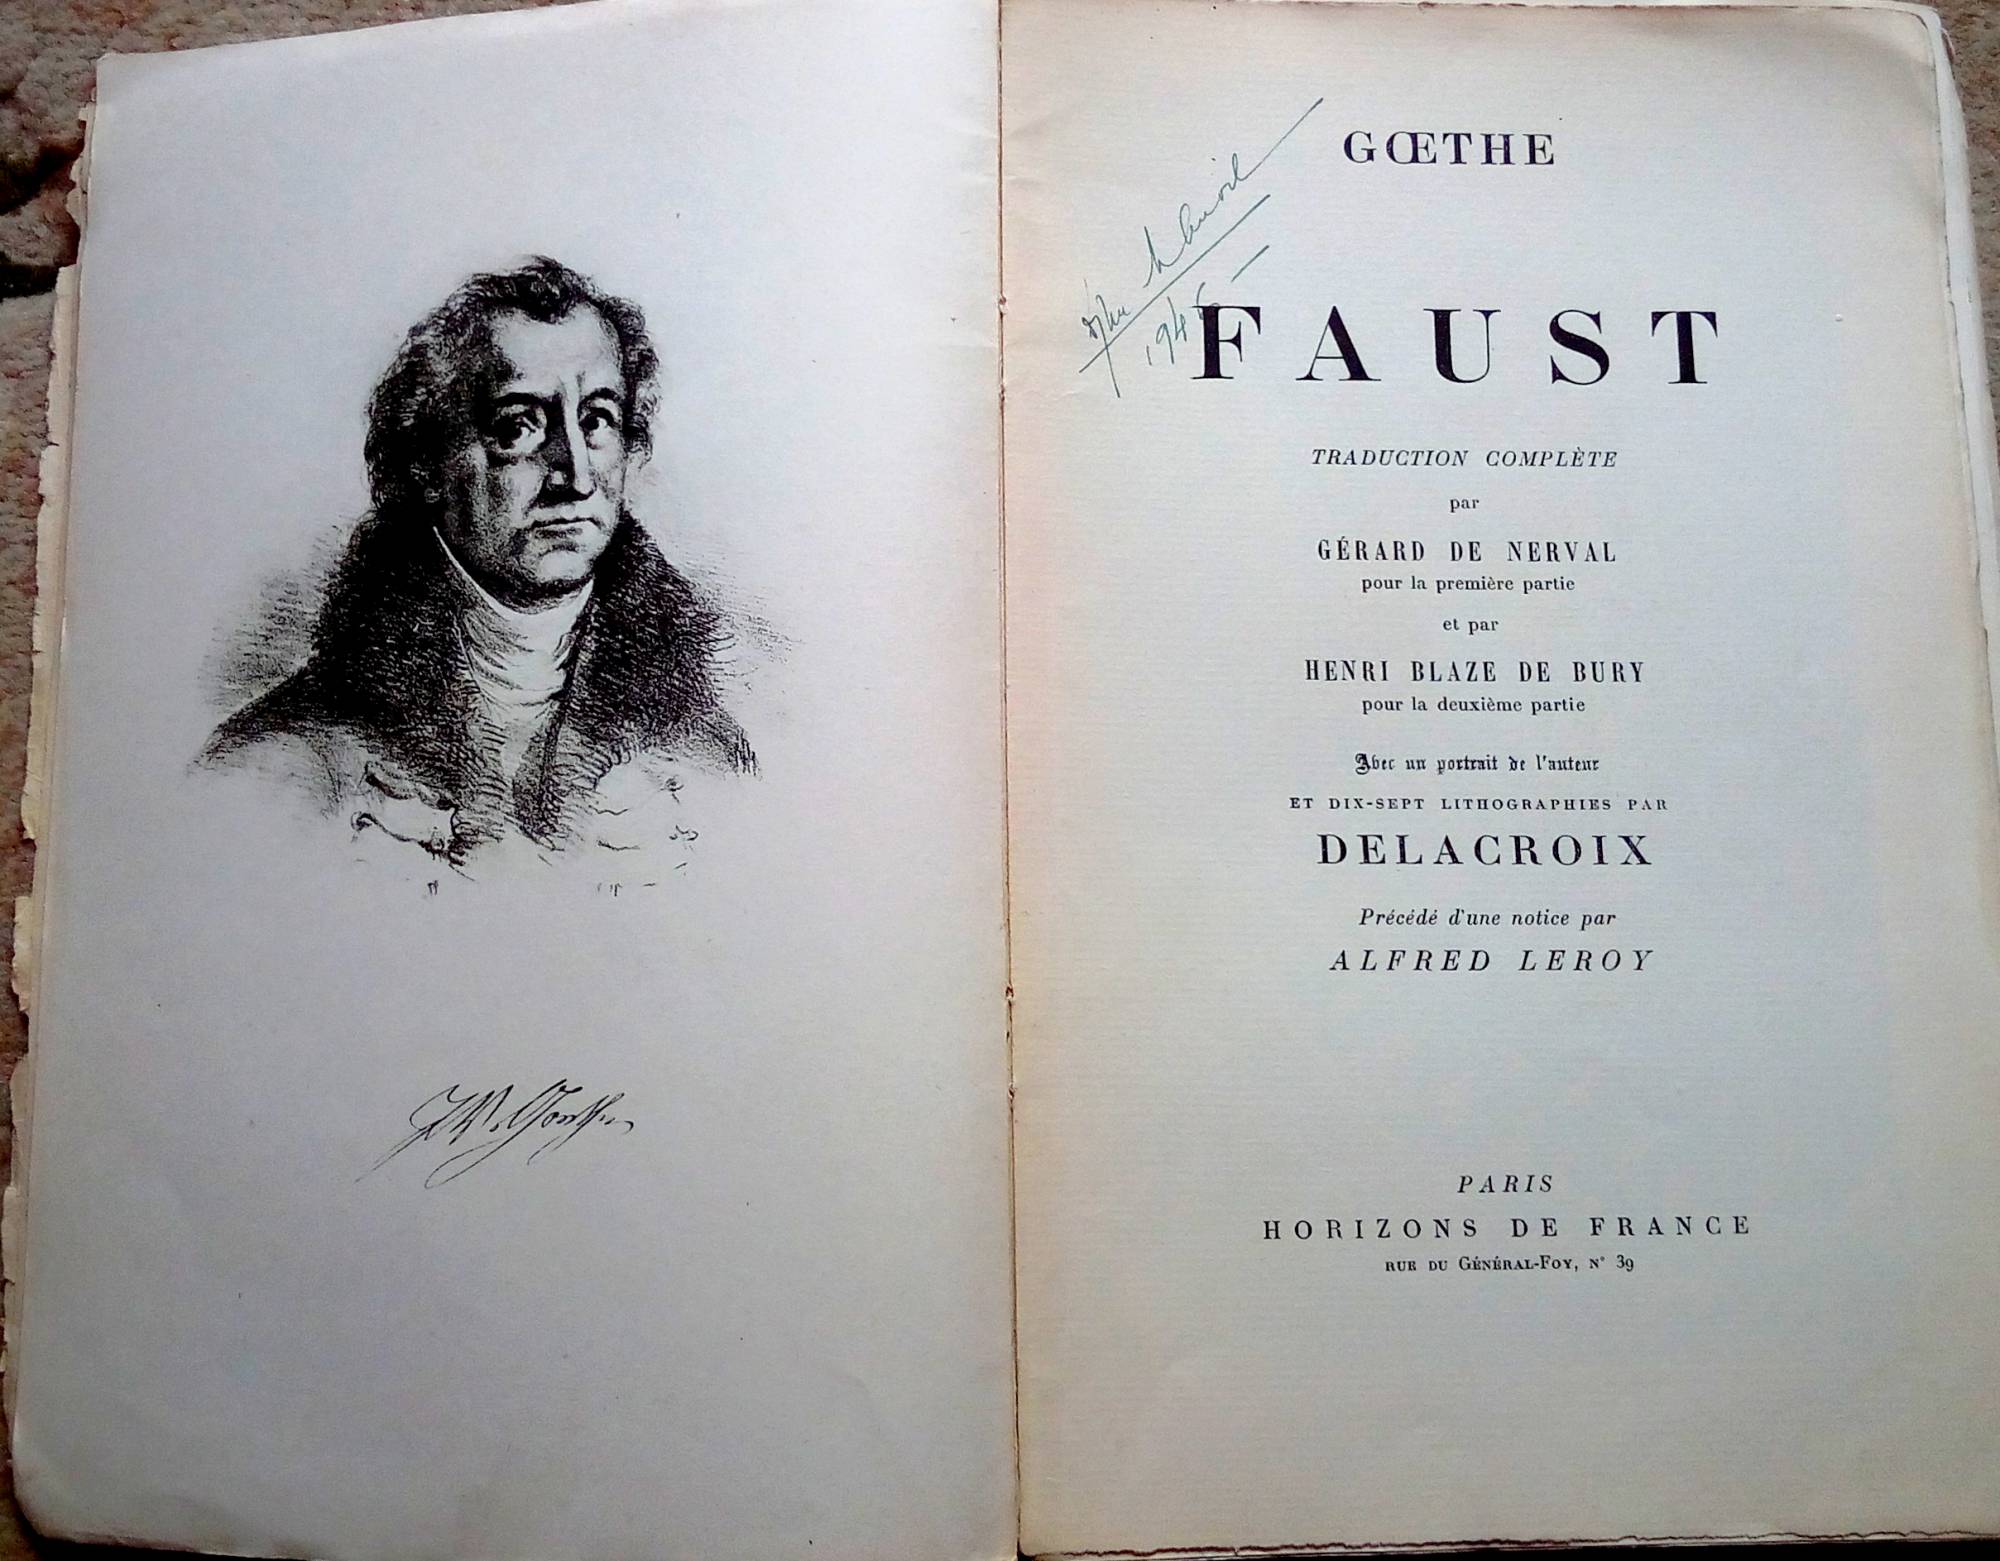 J W v Goethe
GŒTHE
1945
FAUST
TRADUCTION COMPLÈTE
par
GÉRARD DE NERVAL
pour la première partie
et par
HENRI BLAZE DE BURY
pour la deuxième partie
Avec un portrait de l'auteur
ET DIX-SEPT LITHOGRAPHIES PAR
DELACROIX
Précédé d'une notice par
ALFRED LEROY
PARIS
HORIZONS DE FRANCE
RUE DU GÉNÉRAL-FOY, N° 39